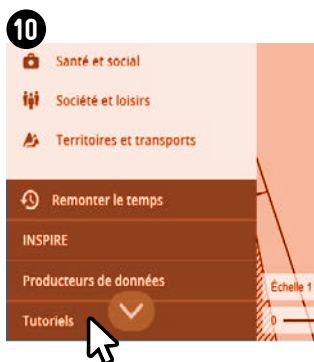 10
Santé et social
Société et loisirs
Territoires et transports
Remonter le temps
INSPIRE
Producteurs de données
Échelle 1
Tutoriels
0